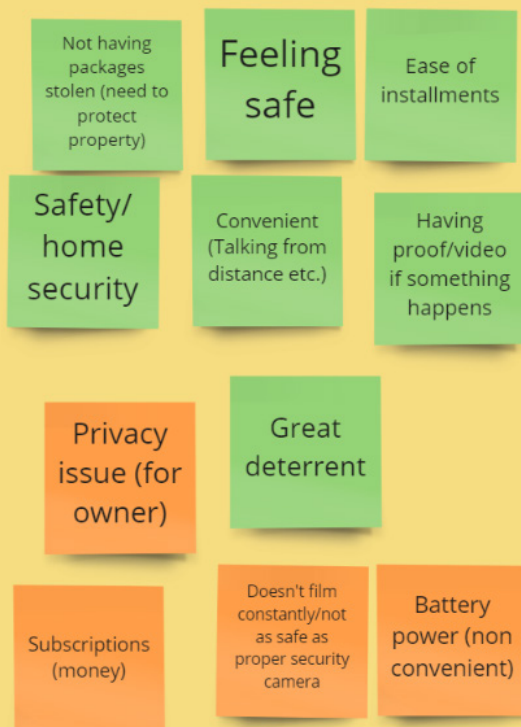 Not having
packages
stolen (need to
protect
property)
Feeling
safe
Ease of
installments
Safety/
home
security
Convenient
(Talking from
distance etc.)
Having
proof/video
if something
happens
Privacy
issue (for
owner)
Great
deterrent
Subscriptions
(money)
Doesn't film
constantly/not
as safe as
proper security
camera
Battery
power (non
convenient)